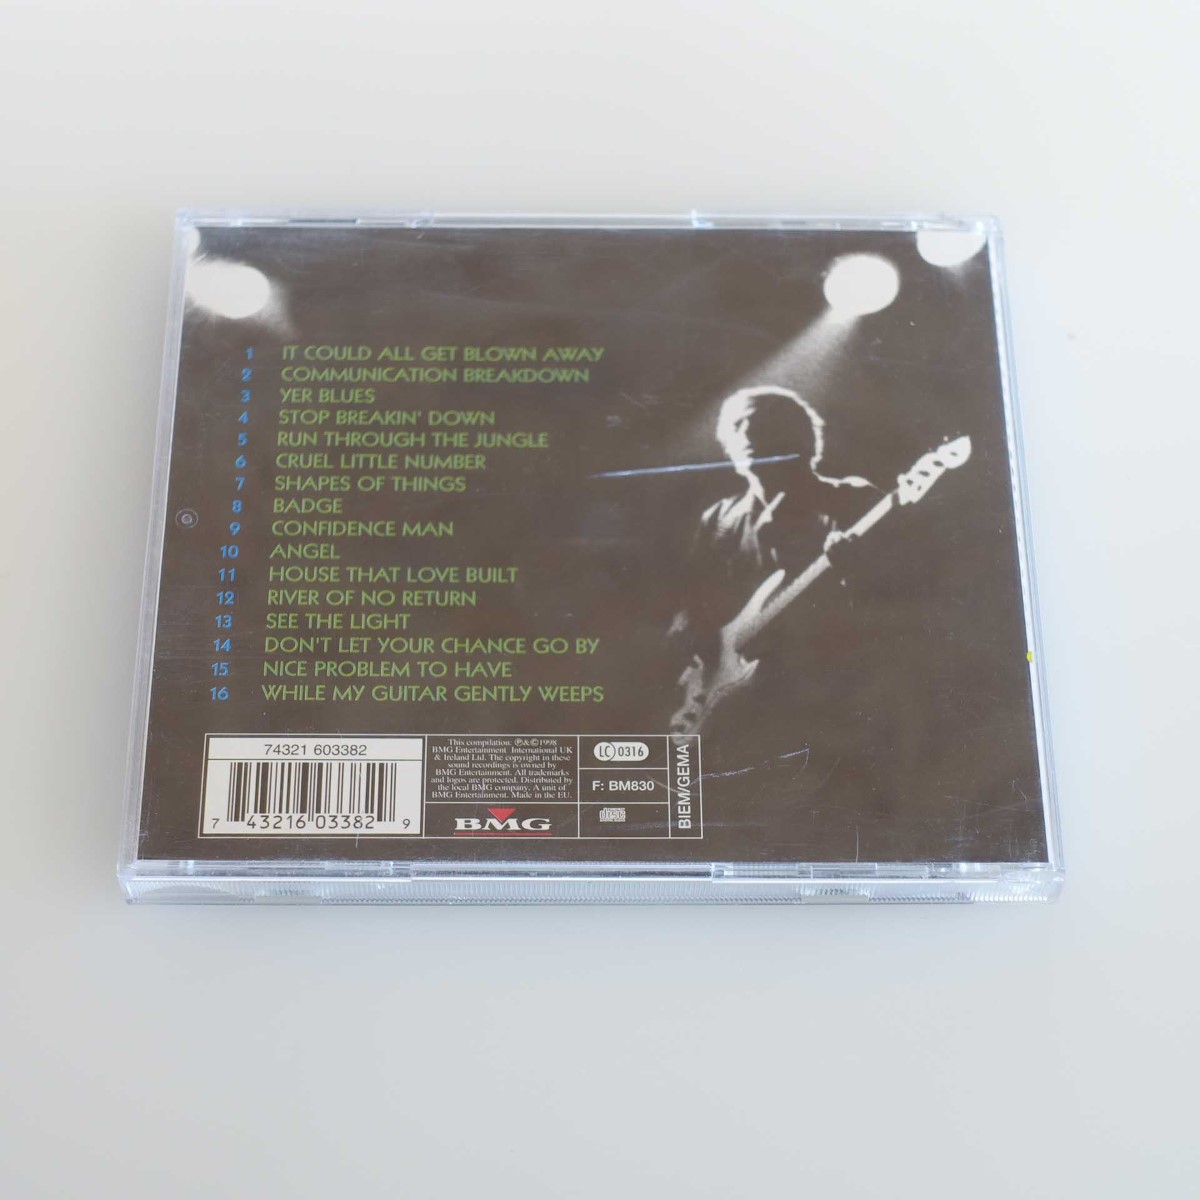 1 IT COULD ALL GET BLOWN AWAY
2 COMMUNICATION BREAKDOWN
3 YER BLUES
4 STOP BREAKIN' DOWN
5 RUN THROUGH THE JUNGLE
6 CRUEL LITTLE NUMBER
7 SHAPES OF THINGS
8 BADGE
9 CONFIDENCE MAN
10 ANGEL
11 HOUSE THAT LOVE BUILT
12 RIVER OF NO RETURN
13 SEE THE LIGHT
14 DON'T LET YOUR CHANCE GO BY
15 NICE PROBLEM TO HAVE
16 WHILE MY GUITAR GENTLY WEEPS
74321 603382
7 43216 03382 9
This compilation: ℗&©1998
BMG Entertainment International UK
& Ireland Ltd. The copyright in these
sound recordings is owned by
BMG Entertainment. All trademarks
and logos are protected. Distributed by
the local BMG company. A unit of
BMG Entertainment. Made in the EU.
BMG
LC 0316
F: BM830
disc
BIEM/GEMA